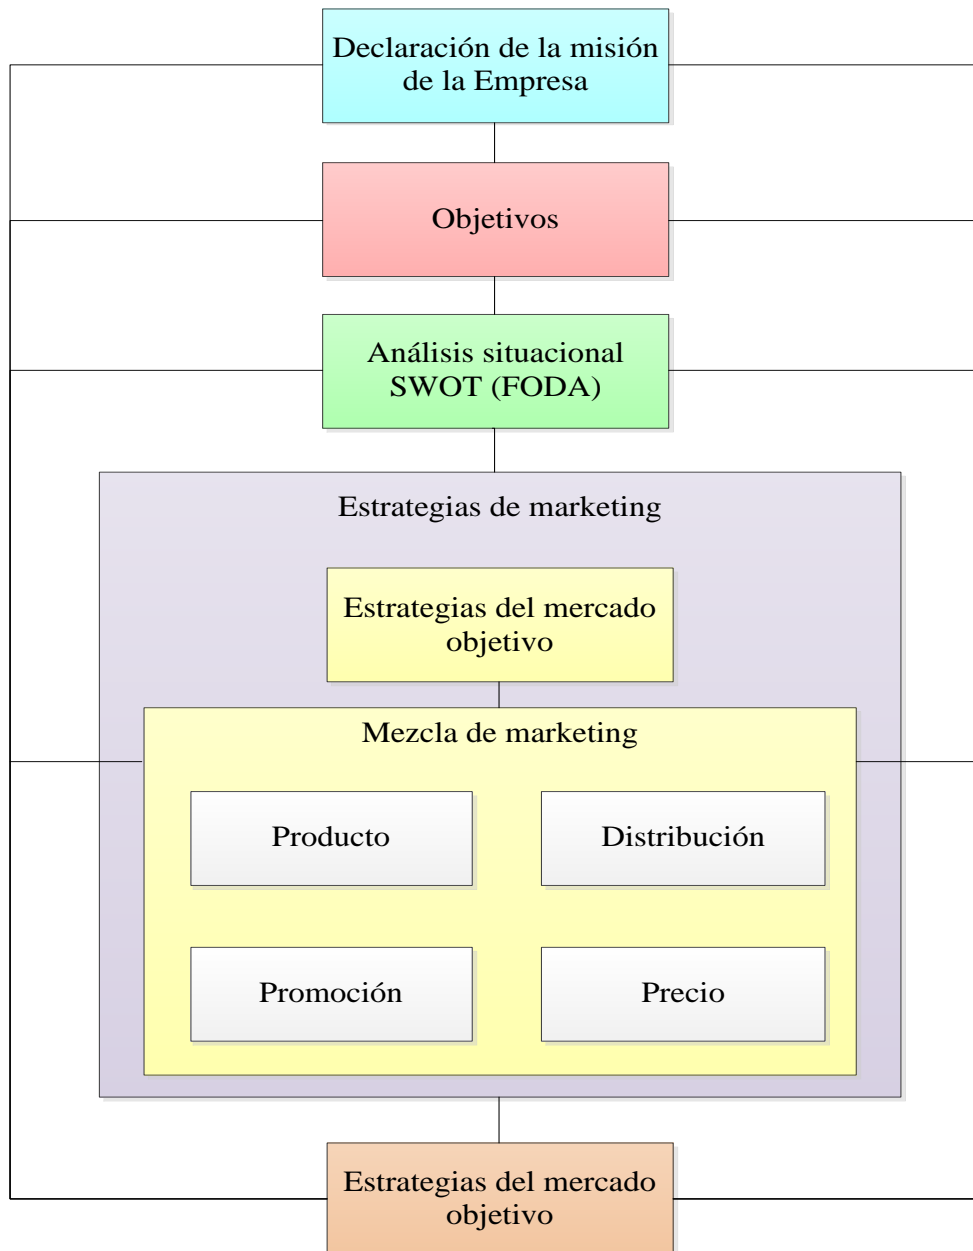 Declaración de la misión
de la Empresa
Objetivos
Análisis situacional
SWOT (FODA)
Estrategias de marketing
Estrategias del mercado
objetivo
Mezcla de marketing
Producto
Distribución
Promoción
Precio
Estrategias del mercado
objetivo